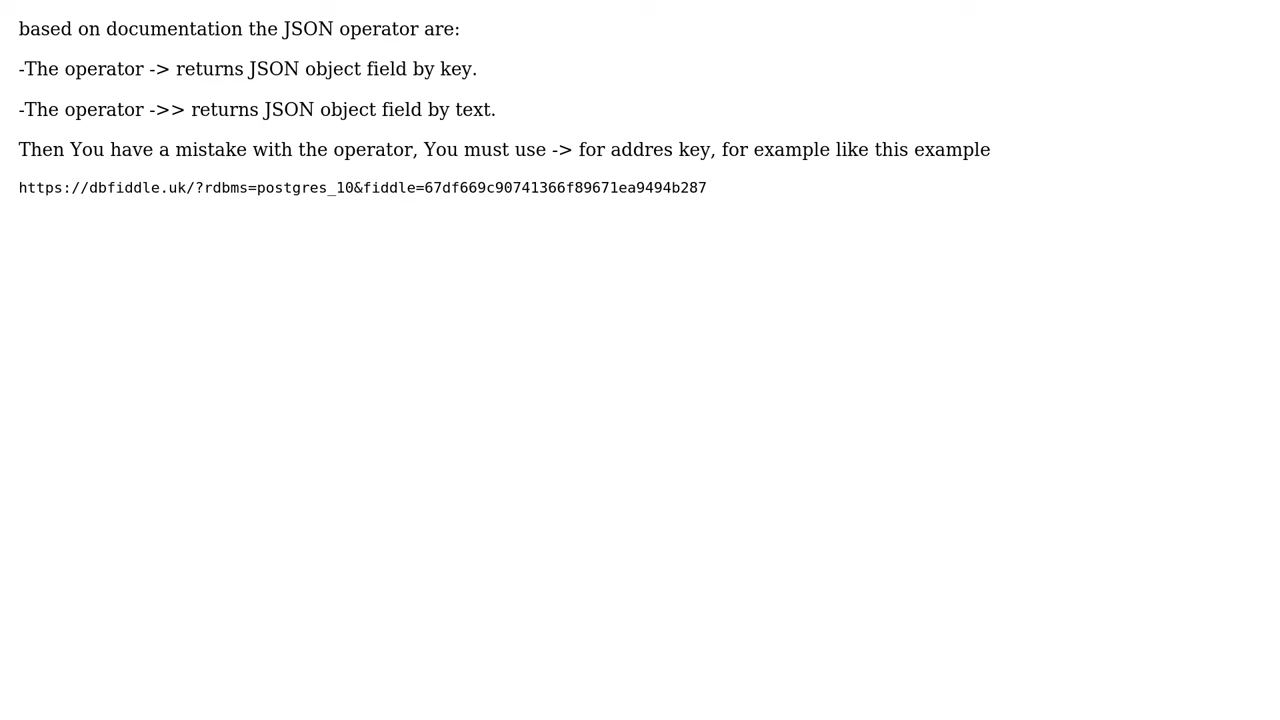 based on documentation the JSON operator are:
-The operator -> returns JSON object field by key.
-The operator ->> returns JSON object field by text.
Then You have a mistake with the operator, You must use -> for addres key, for example like this example
https://dbfiddle.uk/?rdbms=postgres_10&fiddle=67df669c90741366f89671ea9494b287